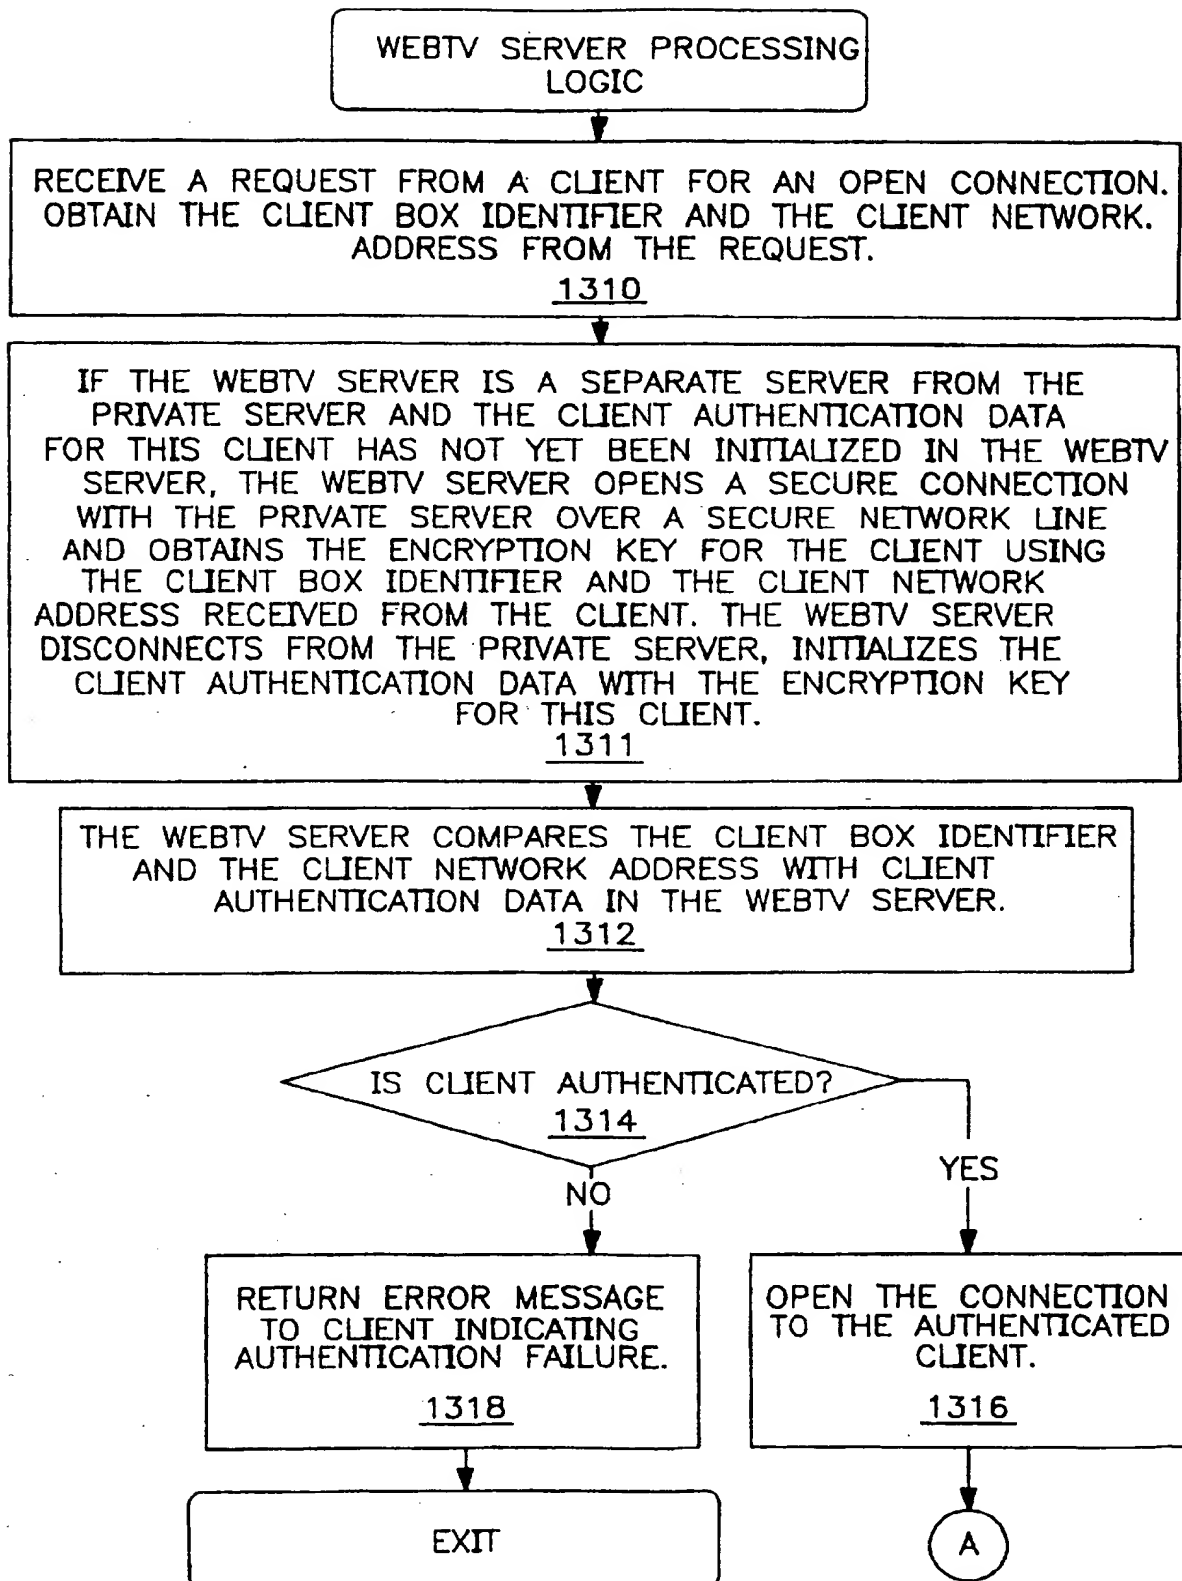 WEBTV SERVER PROCESSING
LOGIC
RECEIVE A REQUEST FROM A CLIENT FOR AN OPEN CONNECTION.
OBTAIN THE CLIENT BOX IDENTIFIER AND THE CLIENT NETWORK.
ADDRESS FROM THE REQUEST.
1310
IF THE WEBTV SERVER IS A SEPARATE SERVER FROM THE
PRIVATE SERVER AND THE CLIENT AUTHENTICATION DATA
FOR THIS CLIENT HAS NOT YET BEEN INITIALIZED IN THE WEBTV
SERVER, THE WEBTV SERVER OPENS A SECURE CONNECTION
WITH THE PRIVATE SERVER OVER A SECURE NETWORK LINE
AND OBTAINS THE ENCRYPTION KEY FOR THE CLIENT USING
THE CLIENT BOX IDENTIFIER AND THE CLIENT NETWORK
ADDRESS RECEIVED FROM THE CLIENT. THE WEBTV SERVER
DISCONNECTS FROM THE PRIVATE SERVER, INITIALIZES THE
CLIENT AUTHENTICATION DATA WITH THE ENCRYPTION KEY
FOR THIS CLIENT.
1311
THE WEBTV SERVER COMPARES THE CLIENT BOX IDENTIFIER
AND THE CLIENT NETWORK ADDRESS WITH CLIENT
AUTHENTICATION DATA IN THE WEBTV SERVER.
1312
IS CLIENT AUTHENTICATED?
1314
NO
YES
RETURN ERROR MESSAGE
TO CLIENT INDICATING
AUTHENTICATION FAILURE.
1318
OPEN THE CONNECTION
TO THE AUTHENTICATED
CLIENT.
1316
EXIT
A